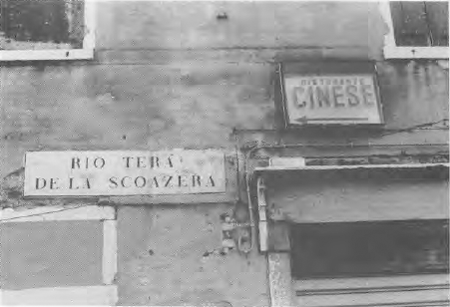 RISTORANTE
CINESE
RIO TERÀ
DE LA SCOAZERA